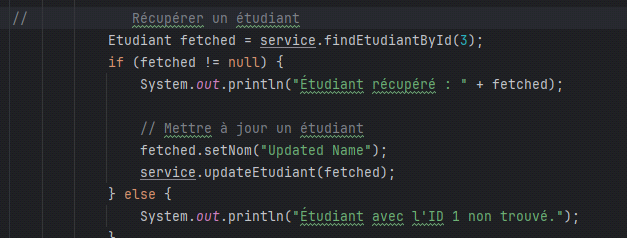 //             Récupérer un étudiant
Etudiant fetched = service.findEtudiantById(3);
if (fetched != null) {
    System.out.println("Étudiant récupéré : " + fetched);
    // Mettre à jour un étudiant
    fetched.setNom("Updated Name");
    service.updateEtudiant(fetched);
} else {
    System.out.println("Étudiant avec l'ID 1 non trouvé.");
}